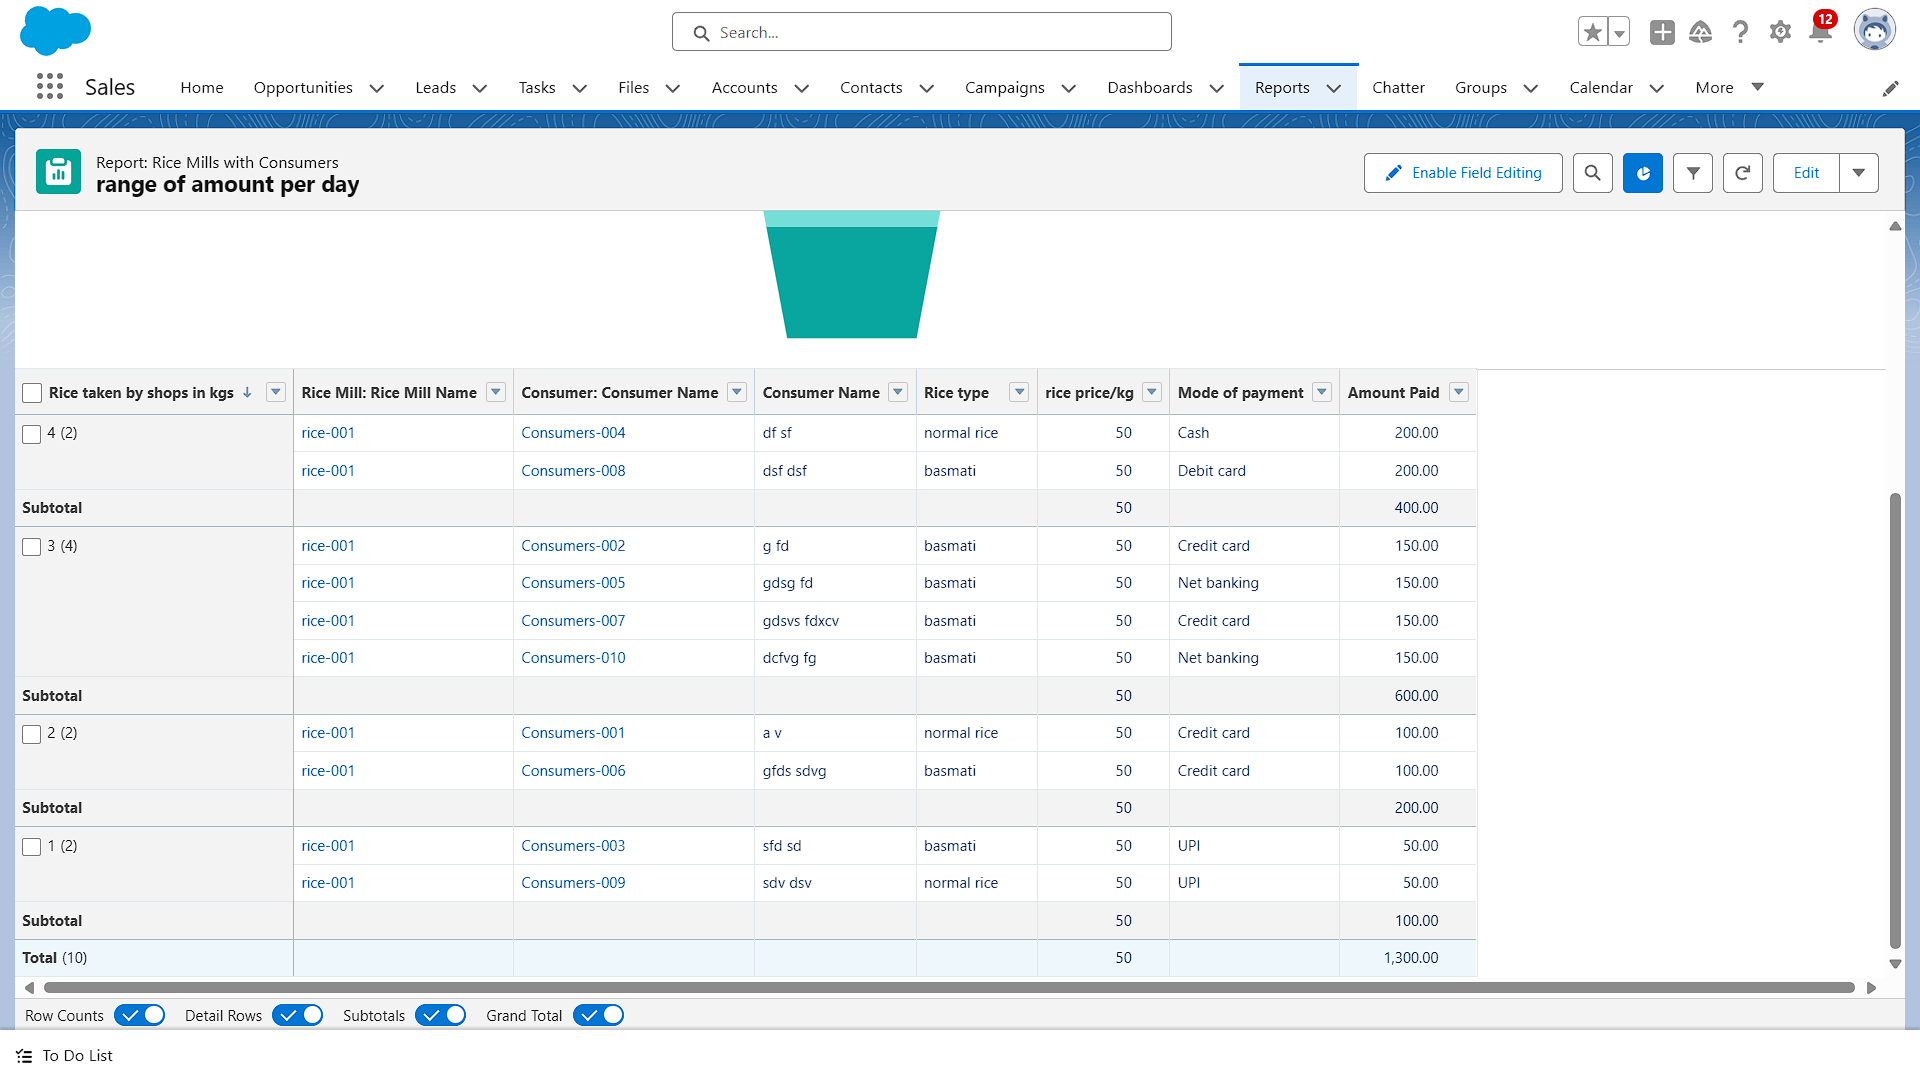 Search...
12
Sales Home Opportunities Leads Tasks Files Accounts Contacts Campaigns Dashboards Reports Chatter Groups Calendar More
Report: Rice Mills with Consumers
range of amount per day
Enable Field Editing Edit
Rice taken by shops in kgs Rice Mill: Rice Mill Name Consumer: Consumer Name Consumer Name Rice type rice price/kg Mode of payment Amount Paid
4 (2) rice-001 Consumers-004 df sf normal rice 50 Cash 200.00
rice-001 Consumers-008 dsf dsf basmati 50 Debit card 200.00
Subtotal 50 400.00
3 (4) rice-001 Consumers-002 g fd basmati 50 Credit card 150.00
rice-001 Consumers-005 gdsg fd basmati 50 Net banking 150.00
rice-001 Consumers-007 gdsvs fdxcv basmati 50 Credit card 150.00
rice-001 Consumers-010 dcfvg fg basmati 50 Net banking 150.00
Subtotal 50 600.00
2 (2) rice-001 Consumers-001 a v normal rice 50 Credit card 100.00
rice-001 Consumers-006 gfds sdvg basmati 50 Credit card 100.00
Subtotal 50 200.00
1 (2) rice-001 Consumers-003 sfd sd basmati 50 UPI 50.00
rice-001 Consumers-009 sdv dsv normal rice 50 UPI 50.00
Subtotal 50 100.00
Total (10) 50 1,300.00
Row Counts Detail Rows Subtotals Grand Total
To Do List